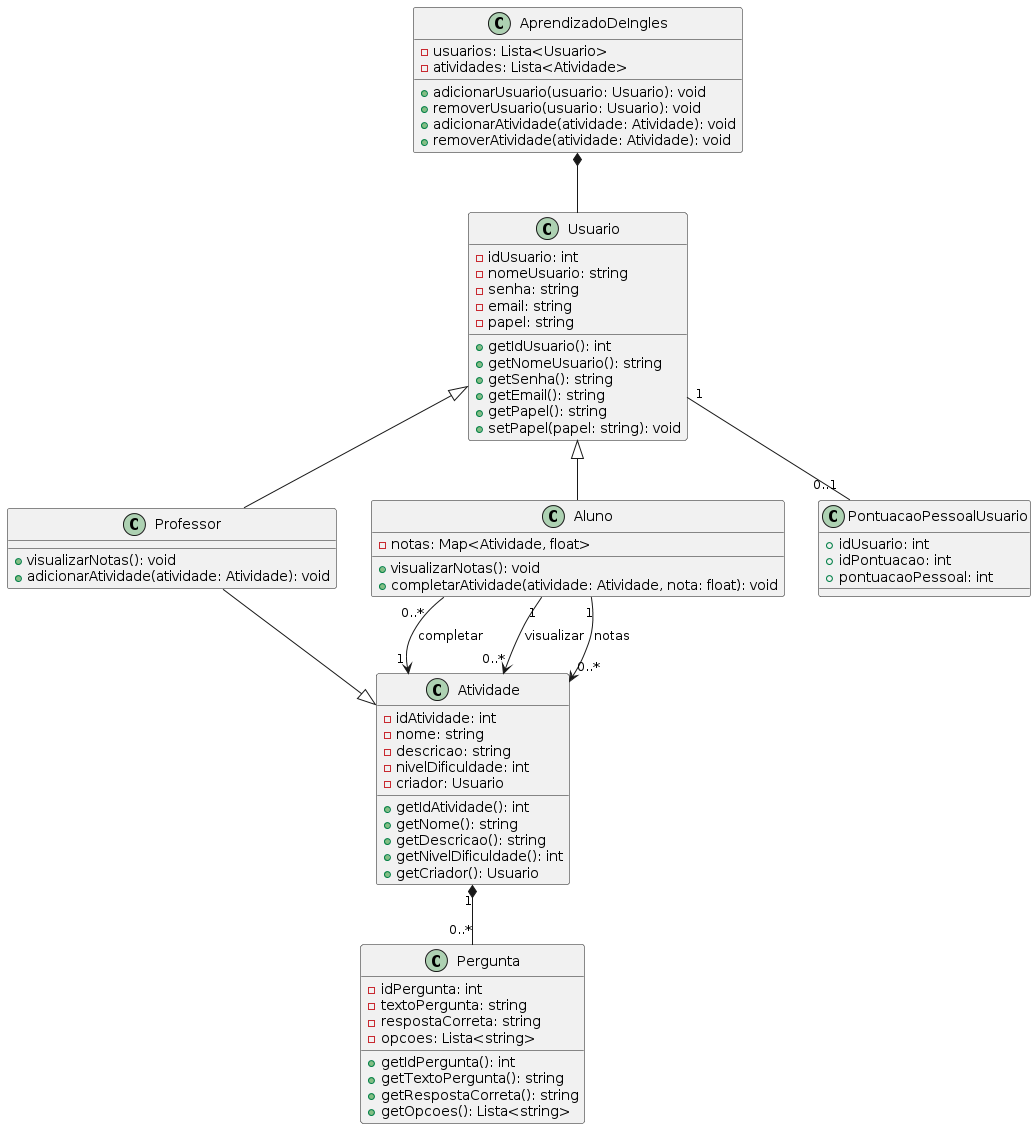 C AprendizadoDeIngles
usuarios: Lista<Usuario>
atividades: Lista<Atividade>
adicionarUsuario(usuario: Usuario): void
removerUsuario(usuario: Usuario): void
adicionarAtividade(atividade: Atividade): void
removerAtividade(atividade: Atividade): void
C Usuario
idUsuario: int
nomeUsuario: string
senha: string
email: string
papel: string
getIdUsuario(): int
getNomeUsuario(): string
getSenha(): string
getEmail(): string
getPapel(): string
setPapel(papel: string): void
1
0..1
C Professor
visualizarNotas(): void
adicionarAtividade(atividade: Atividade): void
C Aluno
notas: Map<Atividade, float>
visualizarNotas(): void
completarAtividade(atividade: Atividade, nota: float): void
C PontuacaoPessoalUsuario
idUsuario: int
idPontuacao: int
pontuacaoPessoal: int
0..*
completar
1
1
visualizar
0..*
1
notas
0..*
C Atividade
idAtividade: int
nome: string
descricao: string
nivelDificuldade: int
criador: Usuario
getIdAtividade(): int
getNome(): string
getDescricao(): string
getNivelDificuldade(): int
getCriador(): Usuario
1
0..*
C Pergunta
idPergunta: int
textoPergunta: string
respostaCorreta: string
opcoes: Lista<string>
getIdPergunta(): int
getTextoPergunta(): string
getRespostaCorreta(): string
getOpcoes(): Lista<string>